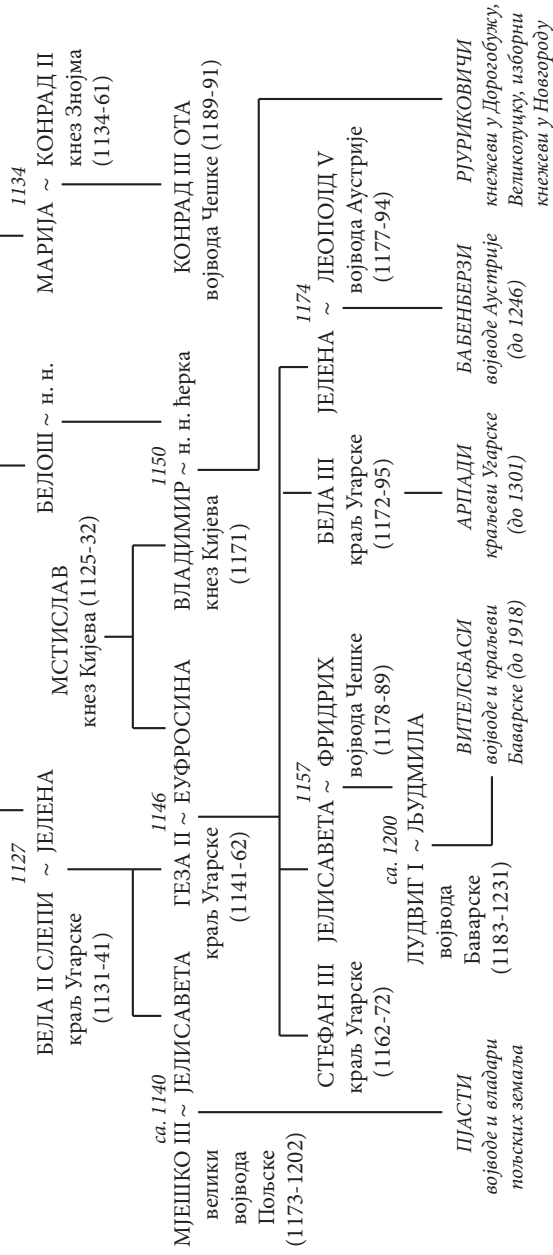 1127
БЕЛА II СЛЕПИ ~ ЈЕЛЕНА
краљ Угарске
(1131-41)
МСТИСЛАВ
кнез Кијева (1125-32)
БЕЛОШ ~ н. н.
1134
МАРИЈА ~ КОНРАД II
кнез Знојма
(1134-61)
ca. 1140
МЈЕШКО III ~ ЈЕЛИСАВЕТА
велики
војвода
Пољске
(1173-1202)
1146
ГЕЗА II ~ ЕУФРОСИНА
краљ Угарске
(1141-62)
1150
ВЛАДИМИР ~ н. н. ћерка
кнез Кијева
(1171)
КОНРАД III ОТА
војвода Чешке (1189-91)
СТЕФАН III
краљ Угарске
(1162-72)
1157
ЈЕЛИСАВЕТА ~ ФРИДРИХ
војвода Чешке
(1178-89)
БЕЛА III
краљ Угарске
(1172-95)
1174
ЈЕЛЕНА ~ ЛЕОПОЛД V
војвода Аустрије
(1177-94)
ca. 1200
ЛУДВИГ I ~ ЉУДМИЛА
војвода
Баварске
(1183-1231)
ПЈАСТИ
војводе и владари
пољских земаља
ВИТЕЛСБАСИ
војводе и краљеви
Баварске (до 1918)
АРПАДИ
краљеви Угарске
(до 1301)
БАБЕНБЕРЗИ
војводе Аустрије
(до 1246)
РЈУРИКОВИЧИ
кнежеви у Дорогобужу,
Великолуцку, изборни
кнежеви у Новгороду